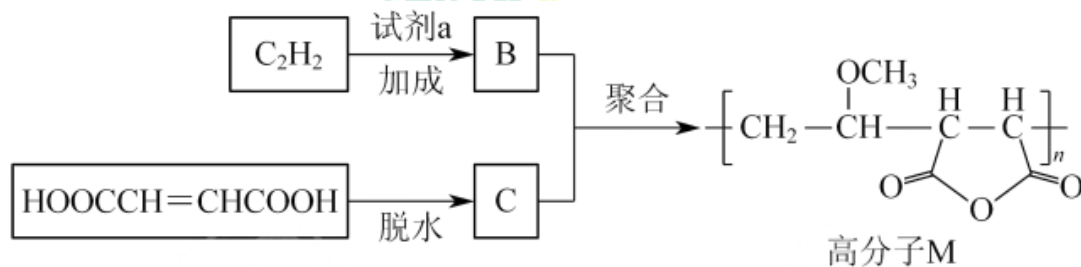 C₂H₂
试剂a
加成
B
HOOCCH=CHCOOH
脱水
C
聚合
OCH₃
H H
CH₂—CH—C—C
n
O O
O
高分子M